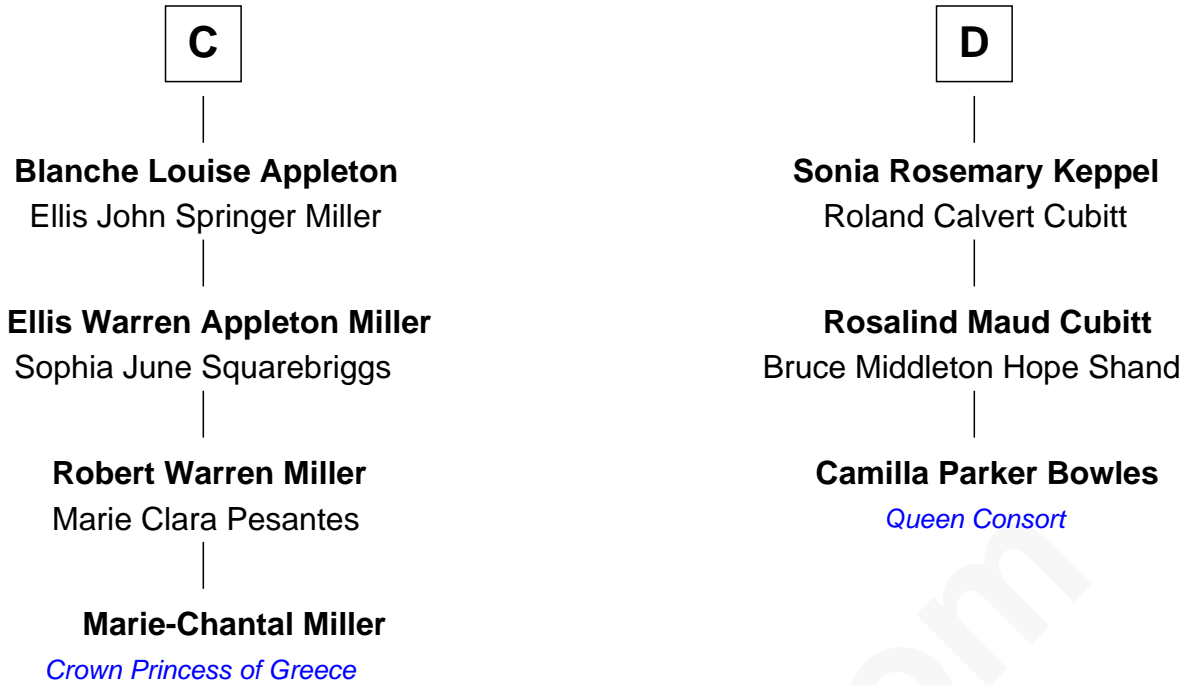 C
Blanche Louise Appleton
Ellis John Springer Miller
Ellis Warren Appleton Miller
Sophia June Squarebriggs
Robert Warren Miller
Marie Clara Pesantes
Marie-Chantal Miller
Crown Princess of Greece
D
Sonia Rosemary Keppel
Roland Calvert Cubitt
Rosalind Maud Cubitt
Bruce Middleton Hope Shand
Camilla Parker Bowles
Queen Consort
om